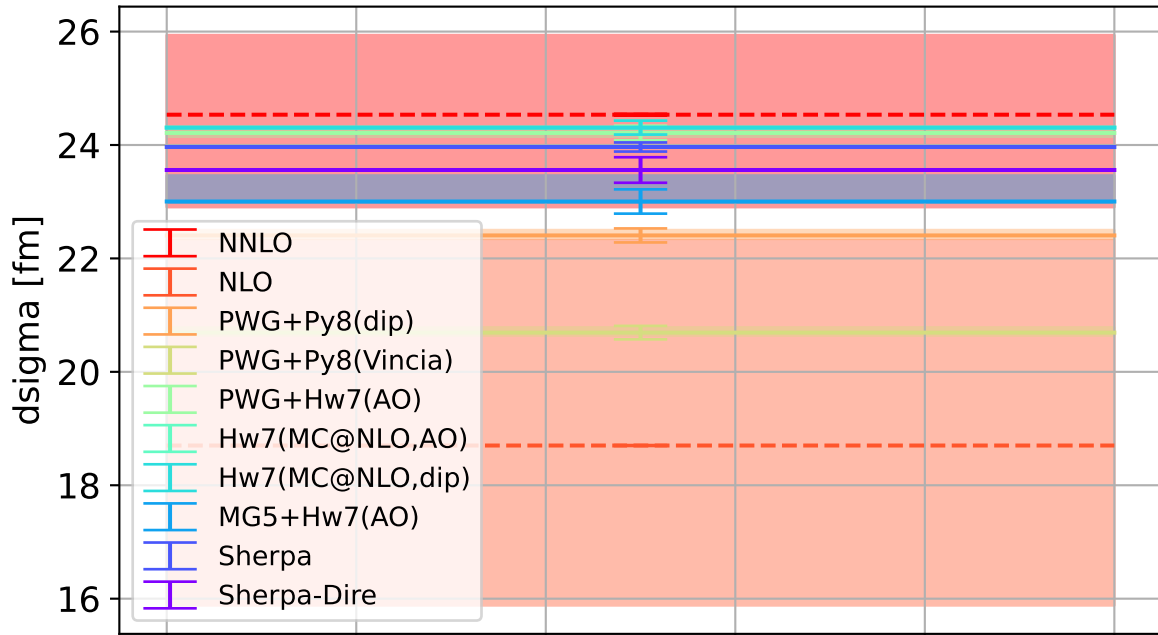 26
24
22
20
18
16
dsigma [fm]
NNLO
NLO
PWG+Py8(dip)
PWG+Py8(Vincia)
PWG+Hw7(AO)
Hw7(MC@NLO,AO)
Hw7(MC@NLO,dip)
MG5+Hw7(AO)
Sherpa
Sherpa-Dire